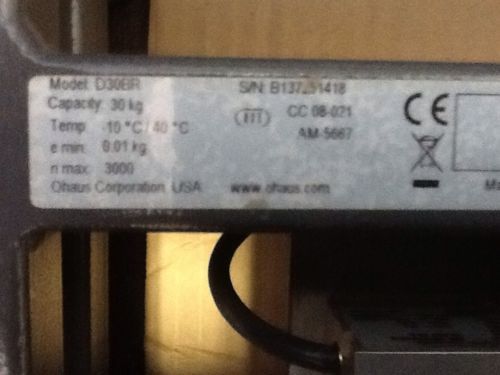 Model: D30BR
Capacity: 30 kg
Temp -10 °C / 40 °C
e min: 0.01 kg
n max: 3000
Ohaus Corporation, USA
S/N:
CC 08-021
AM-5667
www.ohaus.com
CE